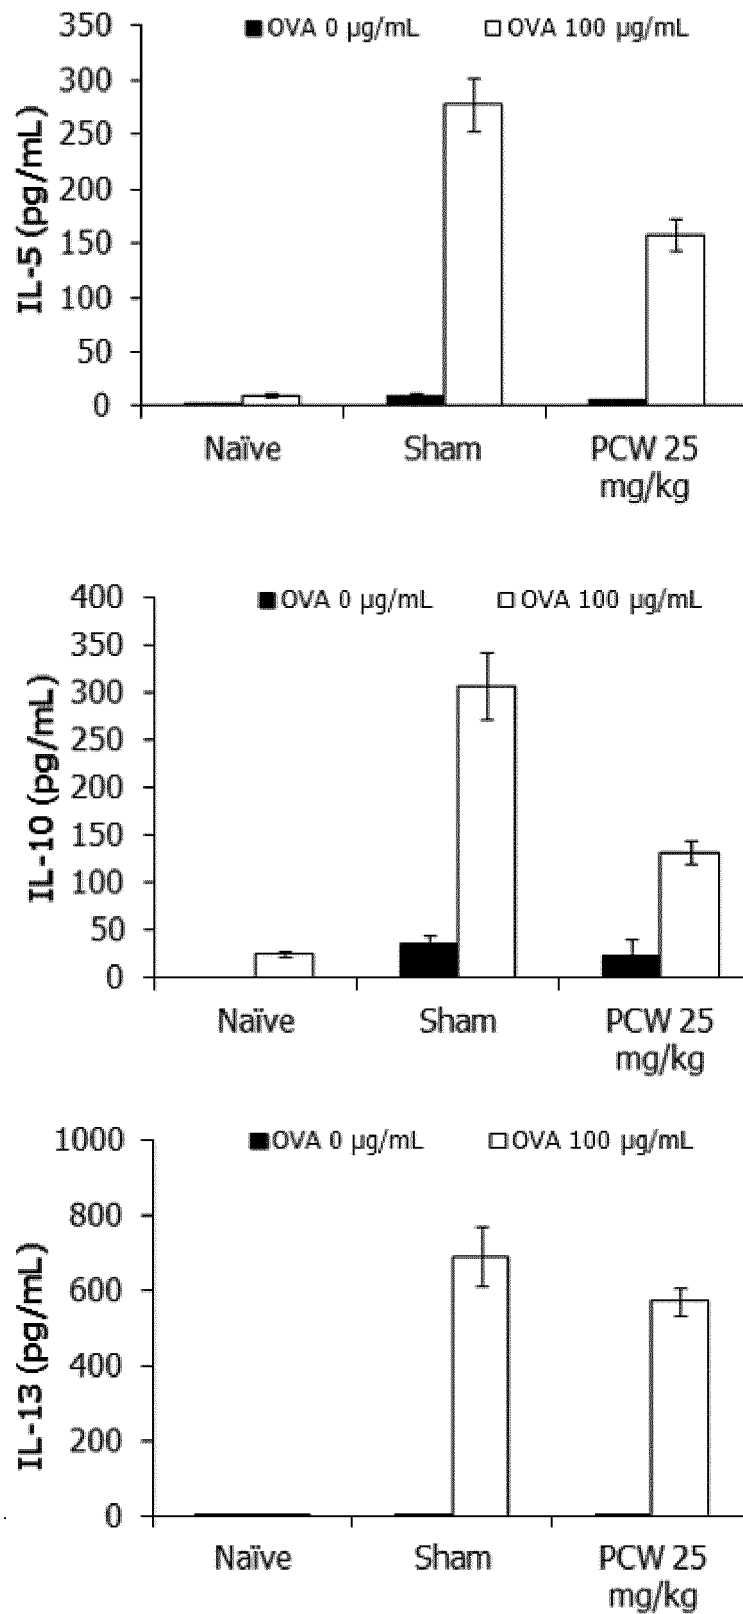 350
OVA 0 µg/mL OVA 100 µg/mL
300
250
200
150
100
50
0
IL-5 (pg/mL)
Naïve Sham PCW 25
mg/kg
400
OVA 0 µg/mL OVA 100 µg/mL
350
300
250
200
150
100
50
0
IL-10 (pg/mL)
Naïve Sham PCW 25
mg/kg
1000
OVA 0 µg/mL OVA 100 µg/mL
800
600
400
200
0
IL-13 (pg/mL)
Naïve Sham PCW 25
mg/kg